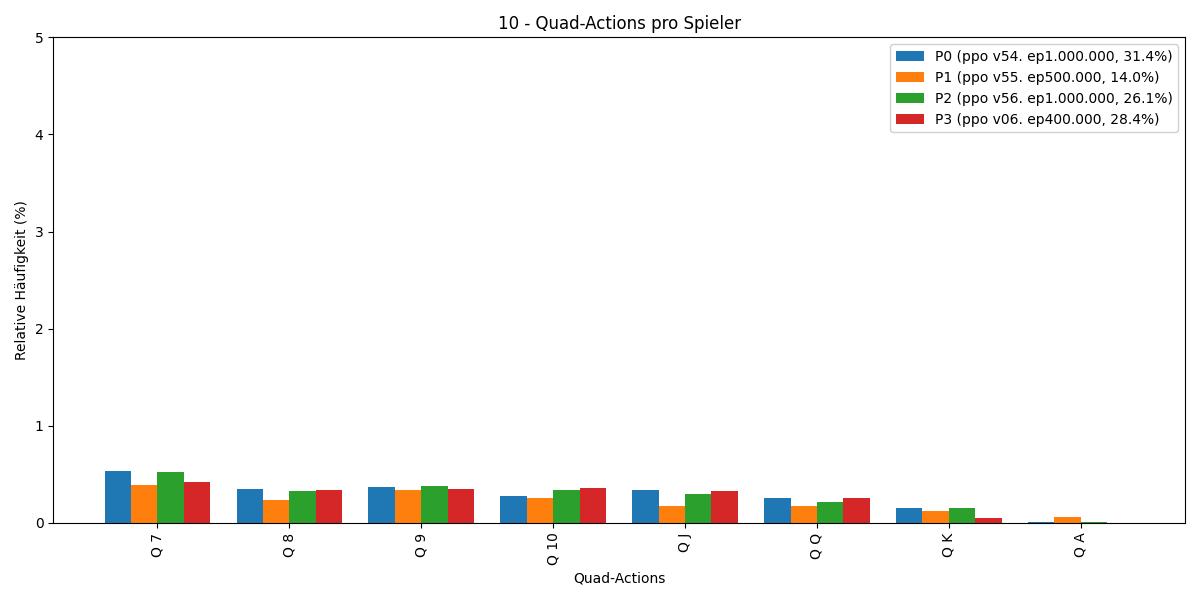 10 - Quad-Actions pro Spieler
P0 (ppo v54. ep1.000.000, 31.4%)
P1 (ppo v55. ep500.000, 14.0%)
P2 (ppo v56. ep1.000.000, 26.1%)
P3 (ppo v06. ep400.000, 28.4%)
Relative Häufigkeit (%)
5
4
3
2
1
0
Q 7
Q 8
Q 9
Q 10
Q J
Q Q
Q K
Q A
Quad-Actions